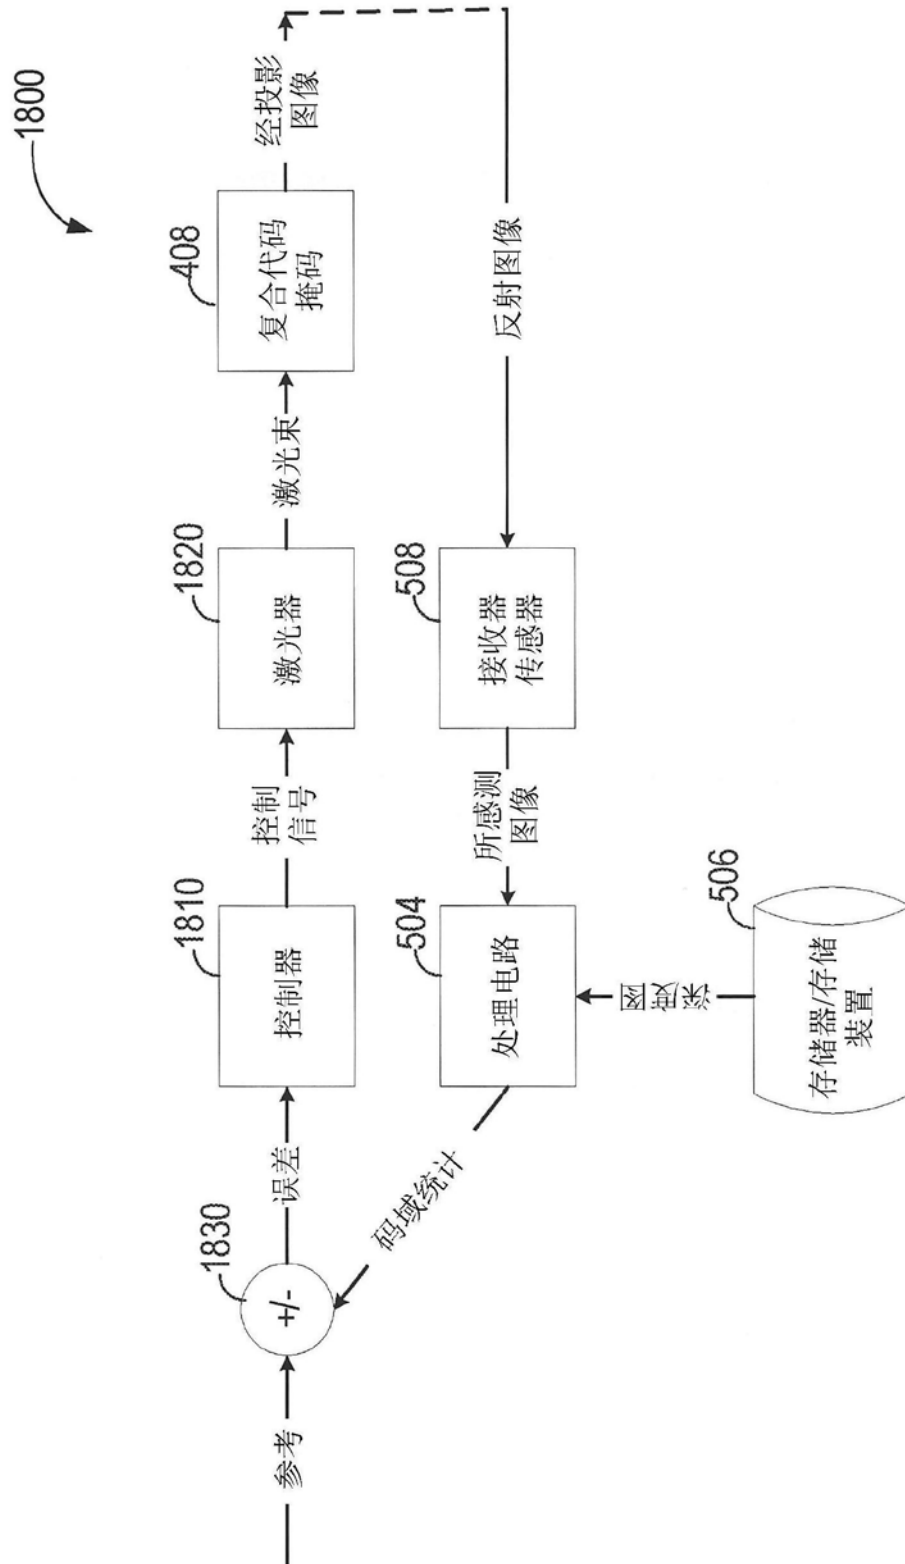 1800
参考
1830
+/-
误差
1810
控制器
控制
信号
1820
激光器
激光束
408
复合代码
掩码
经投影
图像
反射图像
508
接收器
传感器
所感测
图像
504
处理电路
码域统计
深度图
506
存储器/存储
装置